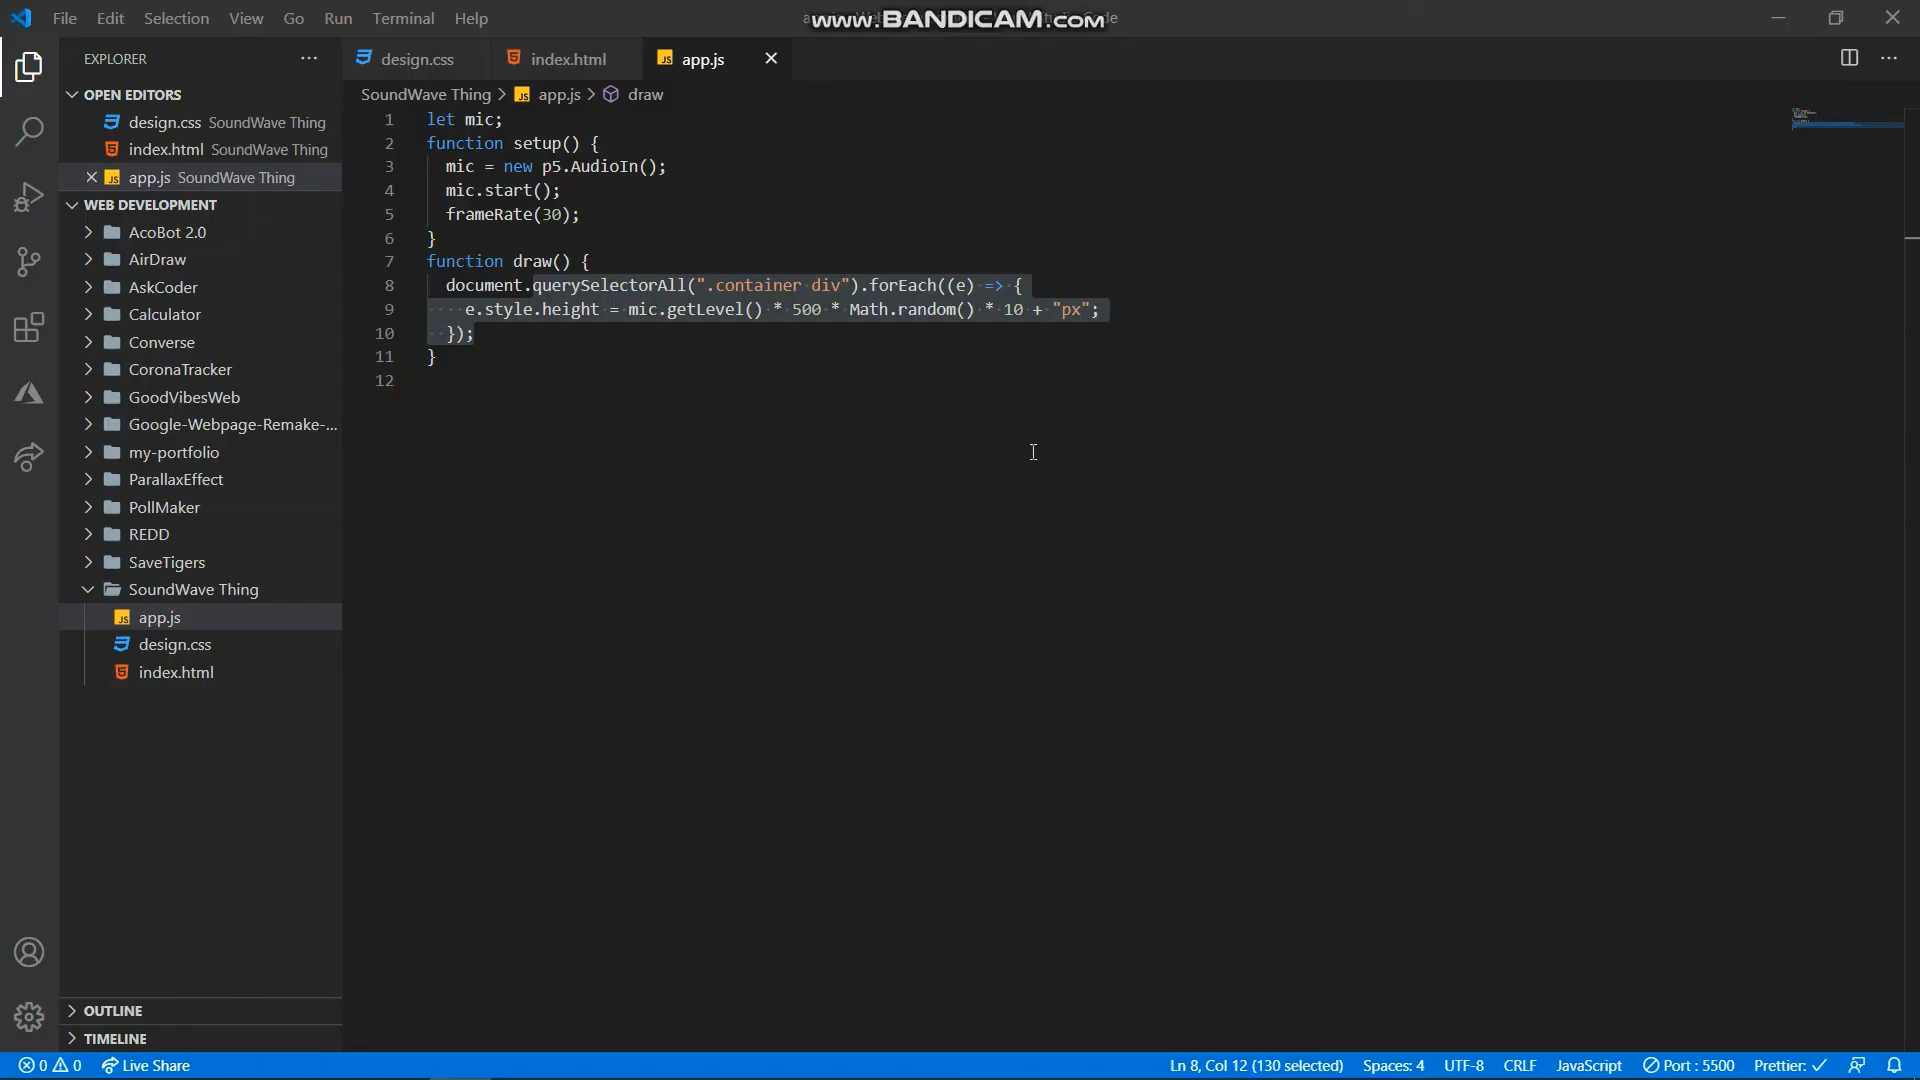 File Edit Selection View Go Run Terminal Help
www.BANDICAM.com
EXPLORER
design.css
index.html
app.js
OPEN EDITORS
design.css SoundWave Thing
index.html SoundWave Thing
app.js SoundWave Thing
WEB DEVELOPMENT
AcoBot 2.0
AirDraw
AskCoder
Calculator
Converse
CoronaTracker
GoodVibesWeb
Google-Webpage-Remake-...
my-portfolio
ParallaxEffect
PollMaker
REDD
SaveTigers
SoundWave Thing
app.js
design.css
index.html
OUTLINE
TIMELINE
SoundWave Thing > app.js > draw
1 let mic;
2 function setup() {
3 mic = new p5.AudioIn();
4 mic.start();
5 frameRate(30);
6 }
7 function draw() {
8 document.querySelectorAll(".container div").forEach((e) => {
9 e.style.height = mic.getLevel() * 500 * Math.random() * 10 + "px";
10 });
11 }
12
0 0 Live Share
Ln 8, Col 12 (130 selected) Spaces: 4 UTF-8 CRLF JavaScript Port : 5500 Prettier: ✓